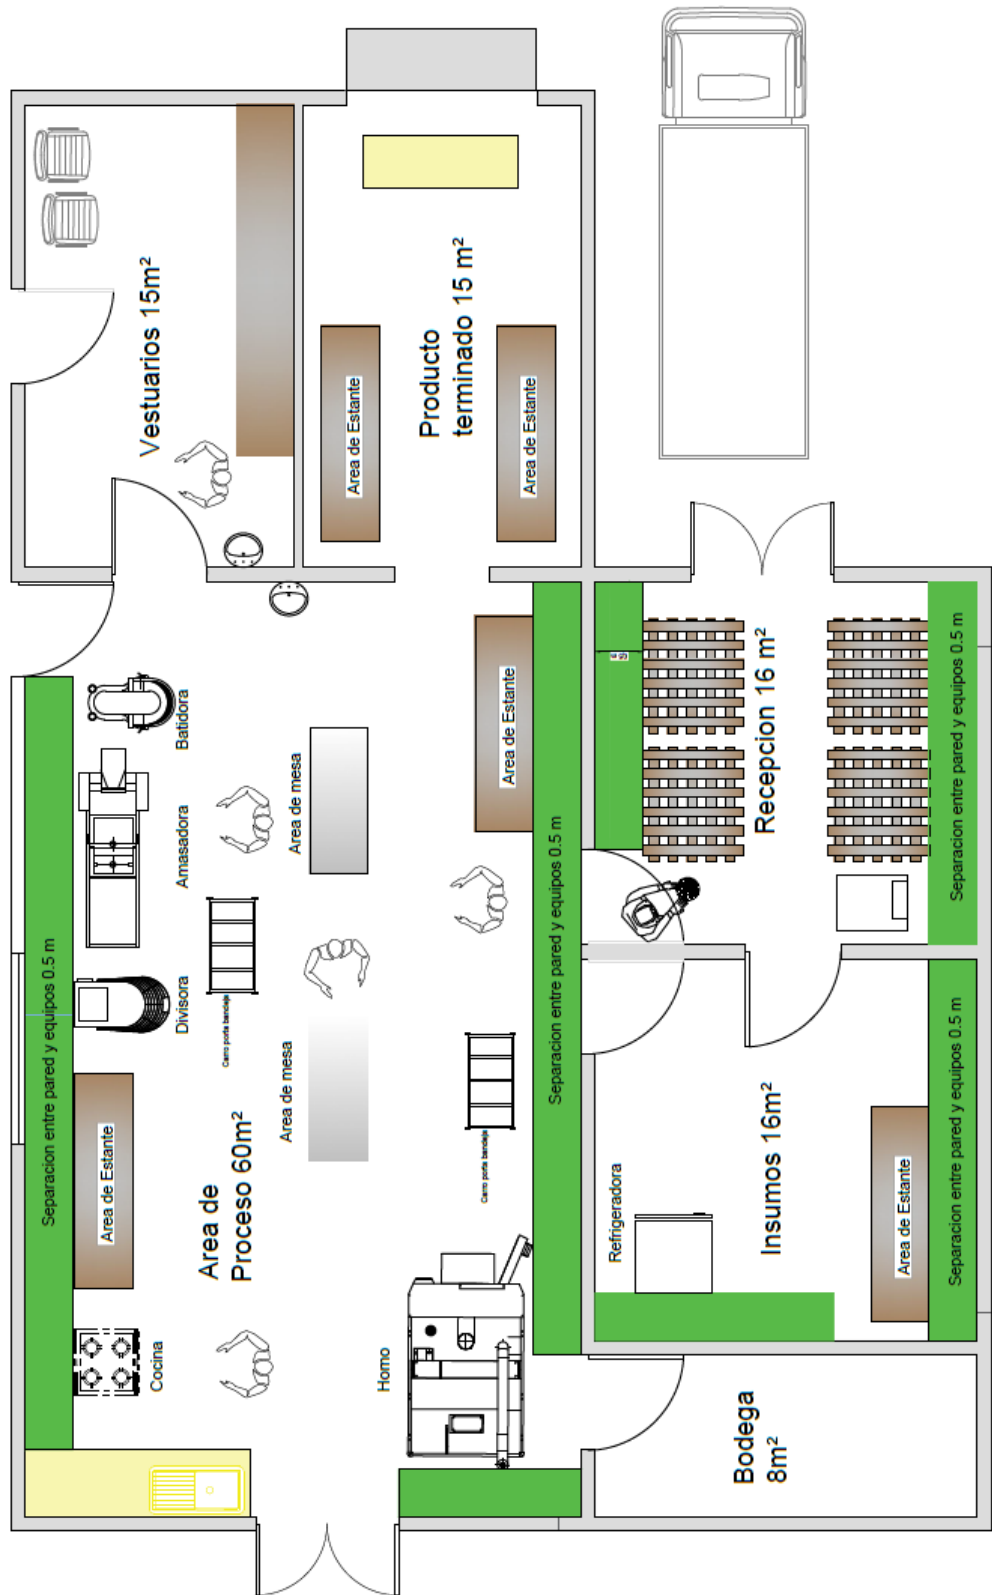 Vestuarios 15m²
Producto
terminado 15 m²
Area de Estante
Area de Estante
Separacion entre pared y equipos 0.5 m
Batidora
Amasadora
Divisora
Carro porta bandeja
Area de mesa
Area de mesa
Area de Estante
Area de Estante
Area de
Proceso 60m²
Carro porta bandeja
Cocina
Horno
Separacion entre pared y equipos 0.5 m
Recepcion 16 m²
Separacion entre pared y equipos 0.5 m
Refrigeradora
Insumos 16m²
Area de Estante
Separacion entre pared y equipos 0.5 m
Bodega
8m²